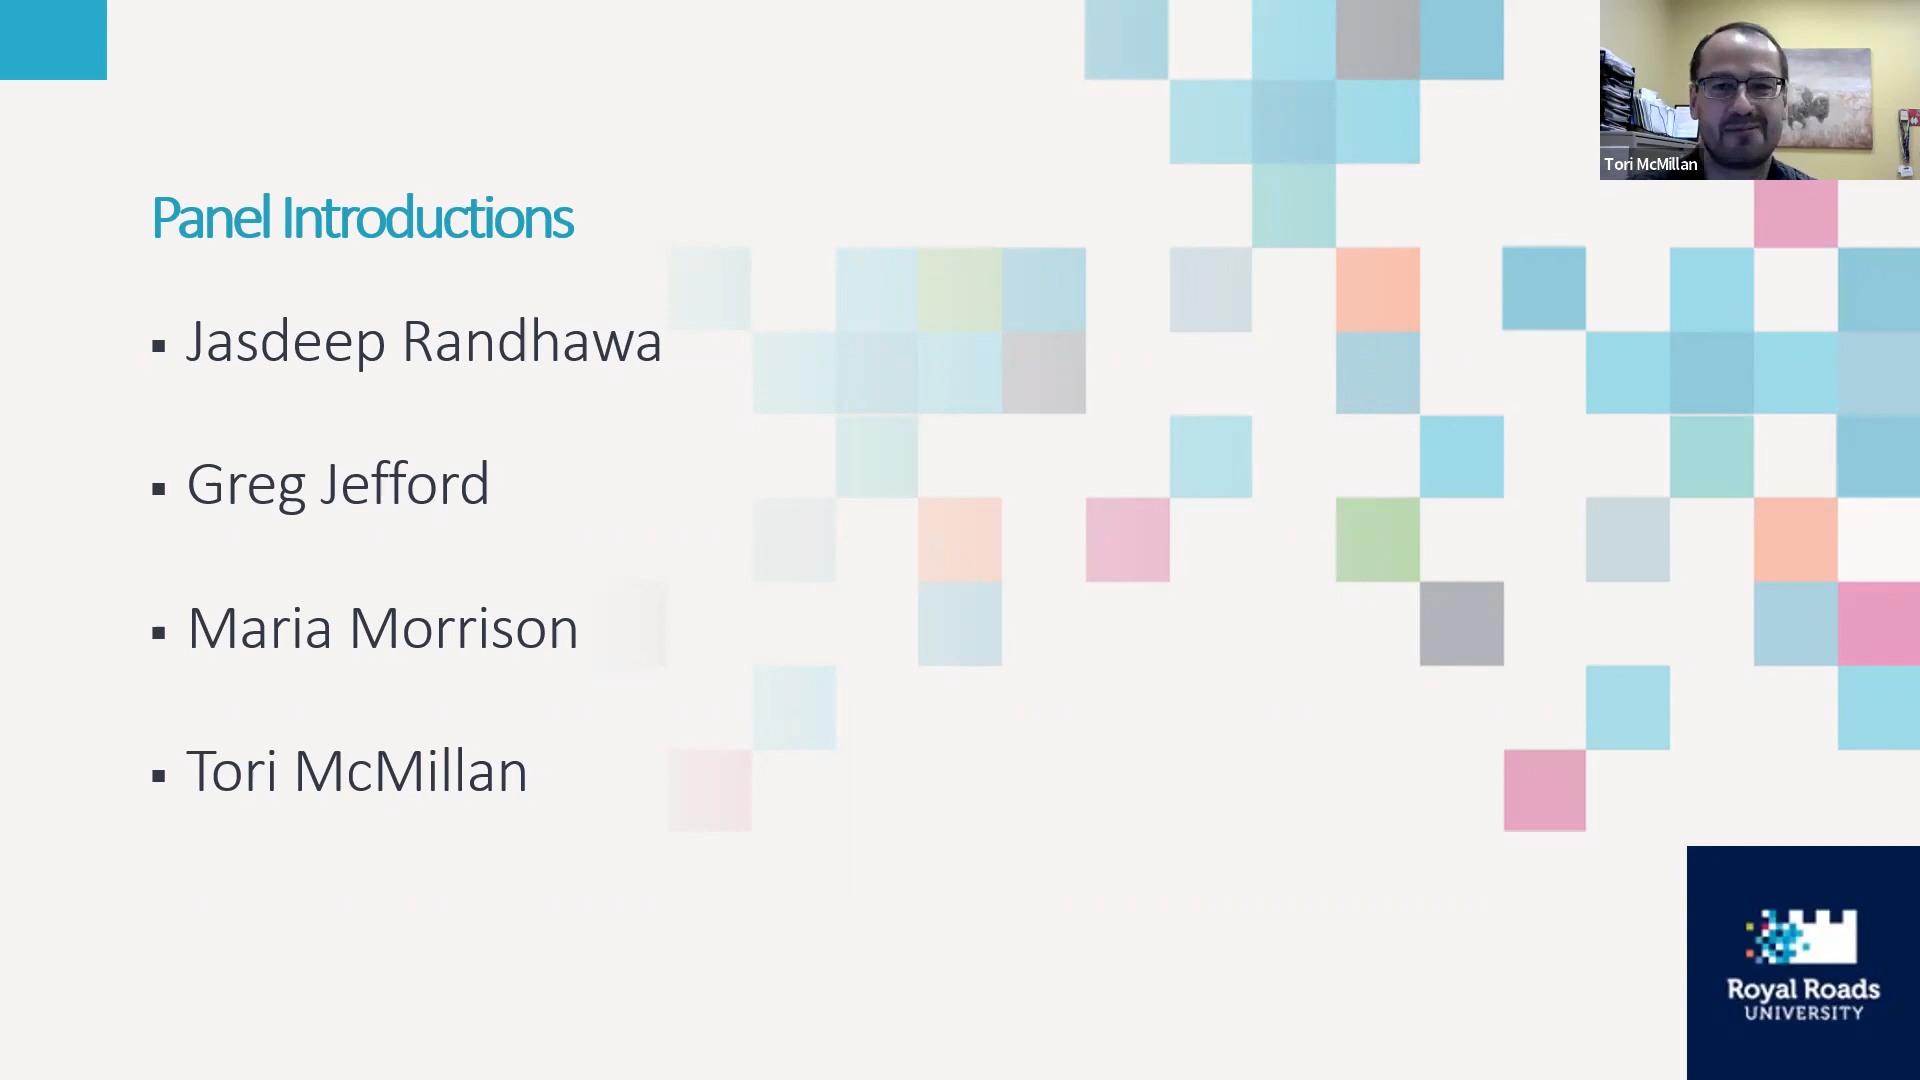 Tori McMillan
Panel Introductions
▪ Jasdeep Randhawa
▪ Greg Jefford
▪ Maria Morrison
▪ Tori McMillan
Royal Roads
UNIVERSITY